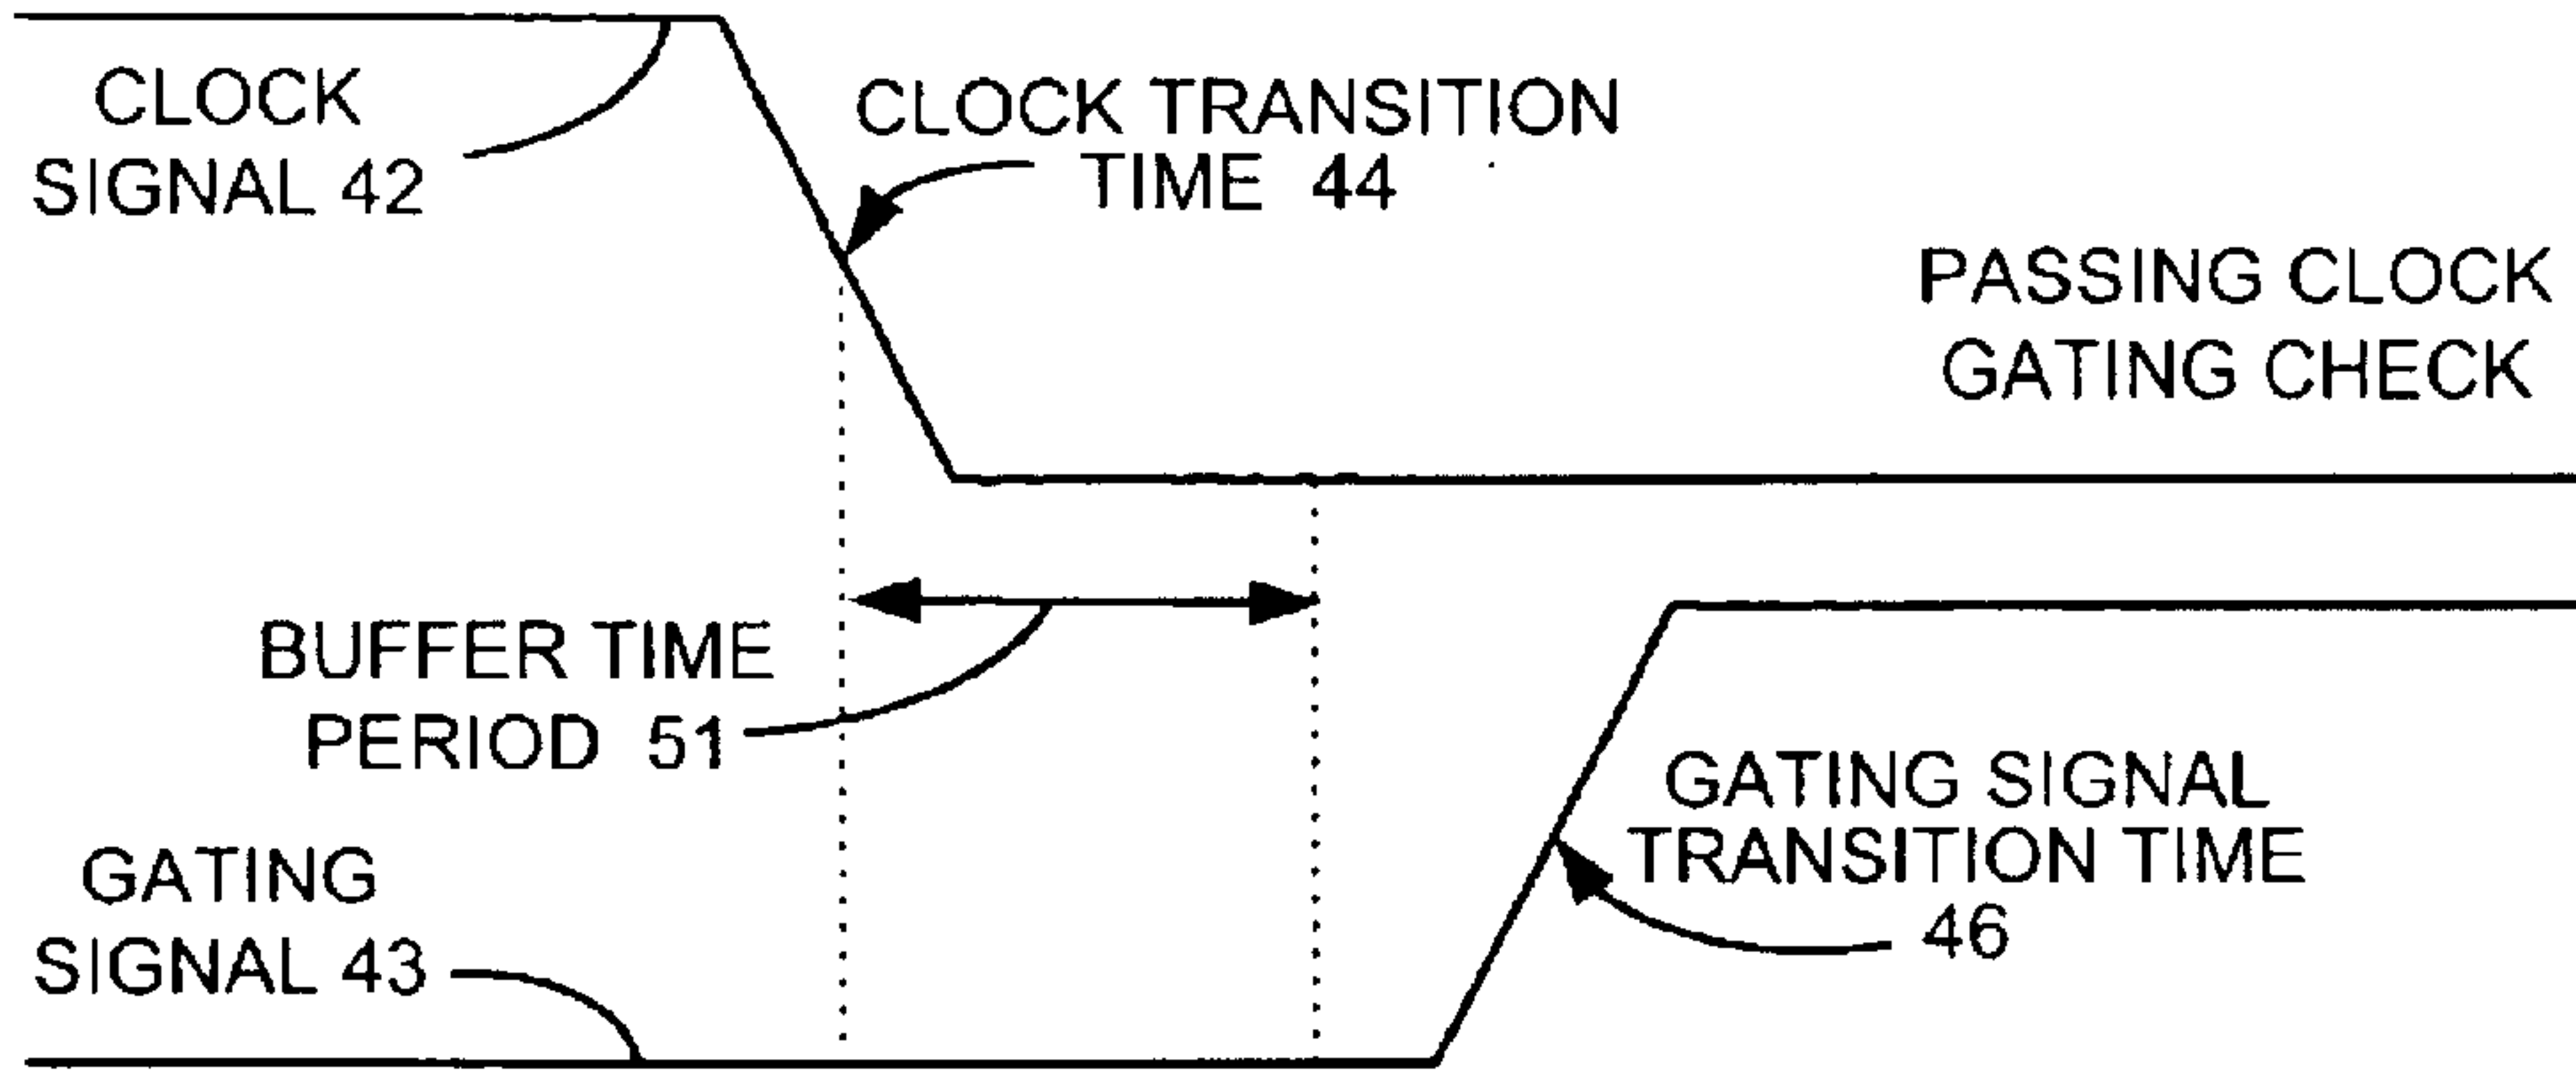 CLOCK
SIGNAL 42
CLOCK TRANSITION
TIME 44
PASSING CLOCK
GATING CHECK
BUFFER TIME
PERIOD 51
GATING SIGNAL
TRANSITION TIME
46
GATING
SIGNAL 43